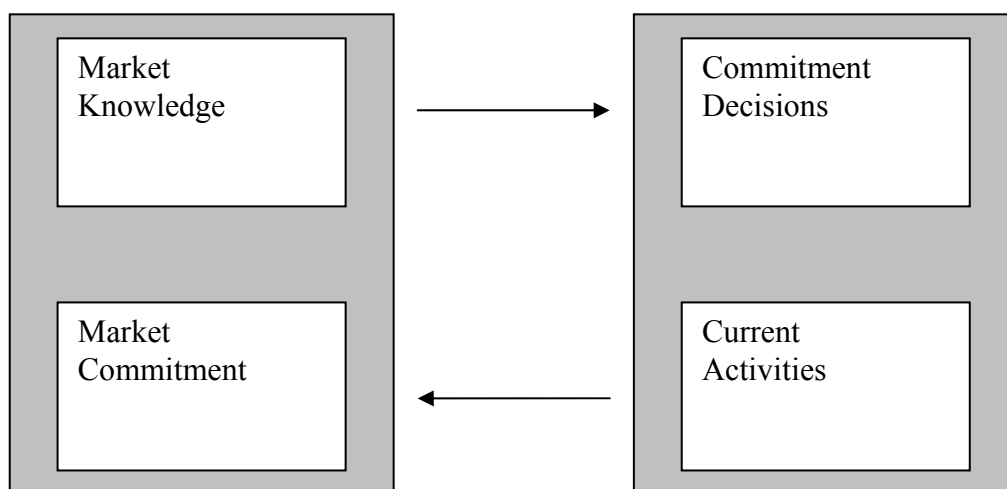 Market
Knowledge
Commitment
Decisions
Market
Commitment
Current
Activities